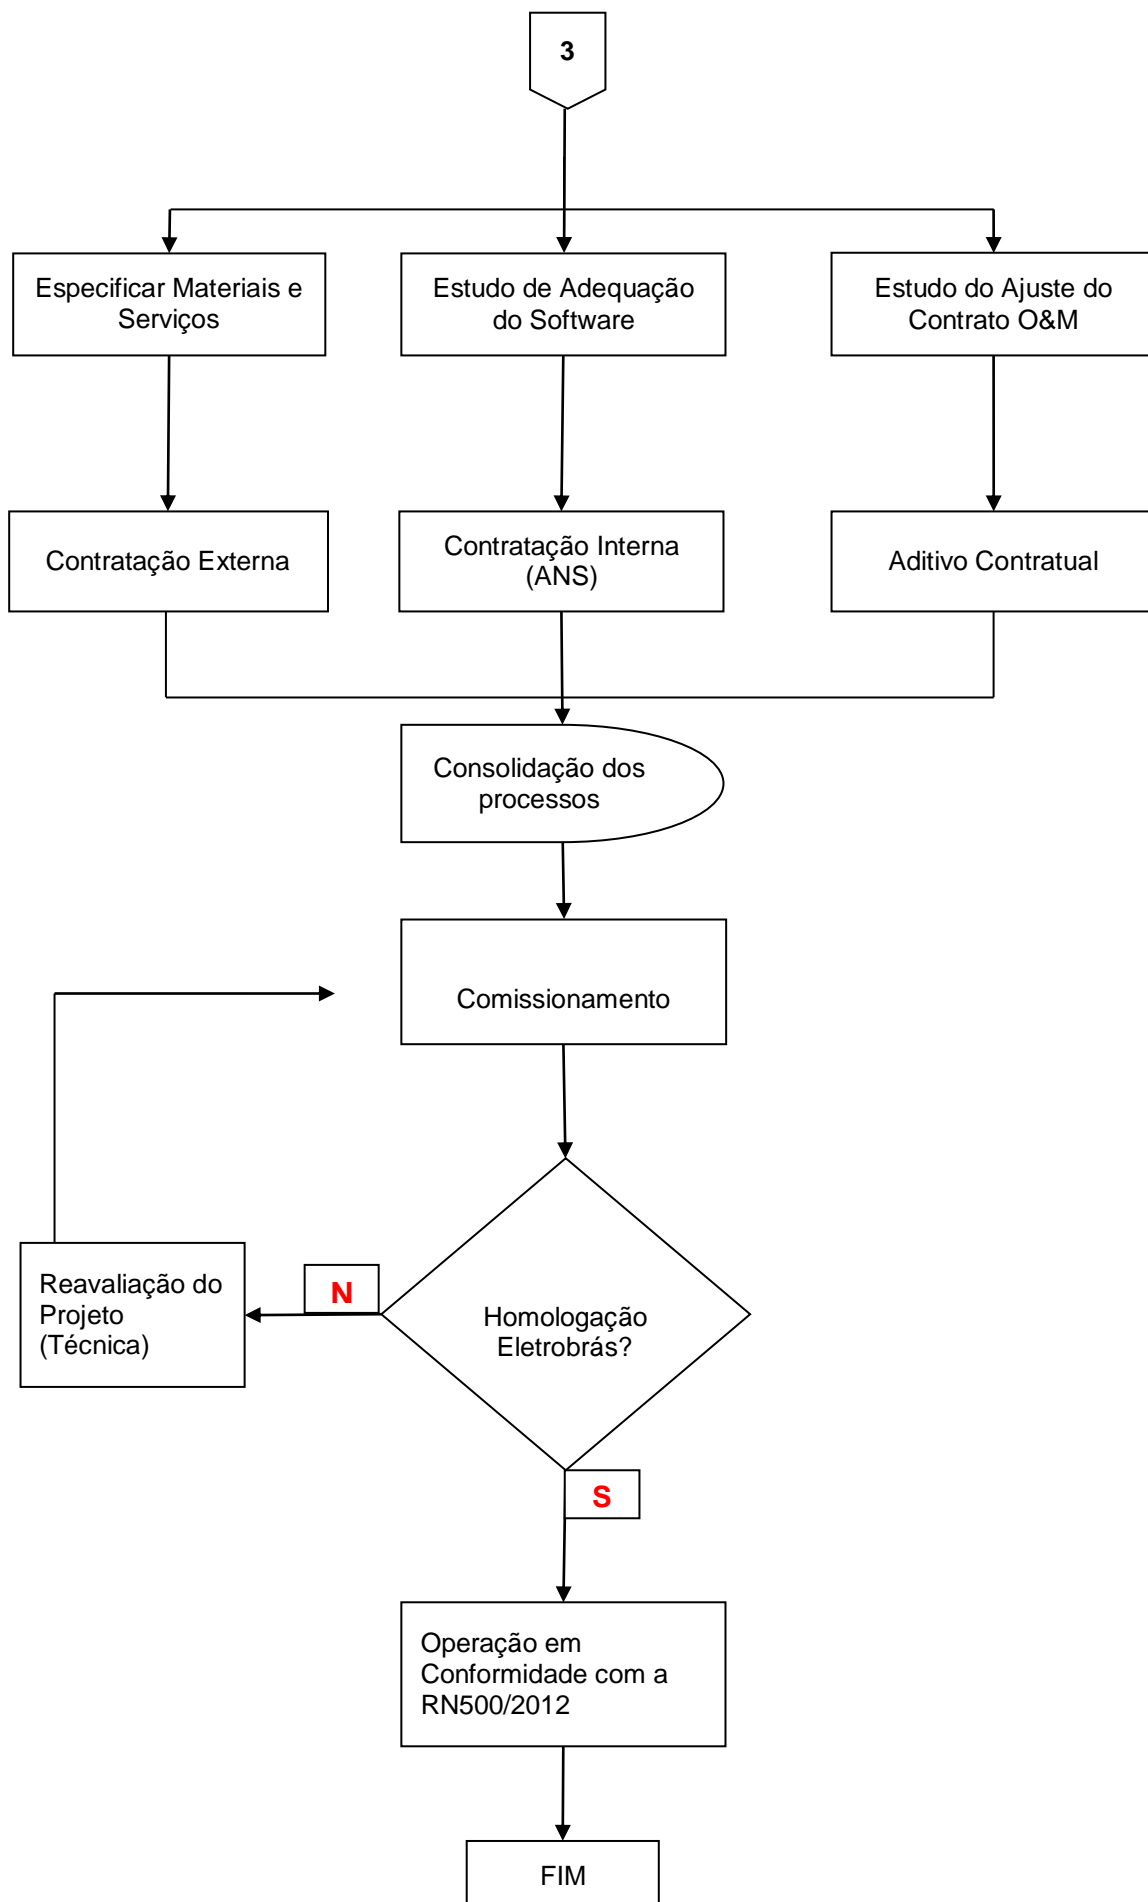 3
Especificar Materiais e
Serviços
Estudo de Adequação
do Software
Estudo do Ajuste do
Contrato O&M
Contratação Externa
Contratação Interna
(ANS)
Aditivo Contratual
Consolidação dos
processos
Comissionamento
Reavaliação do
Projeto
(Técnica)
N
Homologação
Eletrobrás?
S
Operação em
Conformidade com a
RN500/2012
FIM